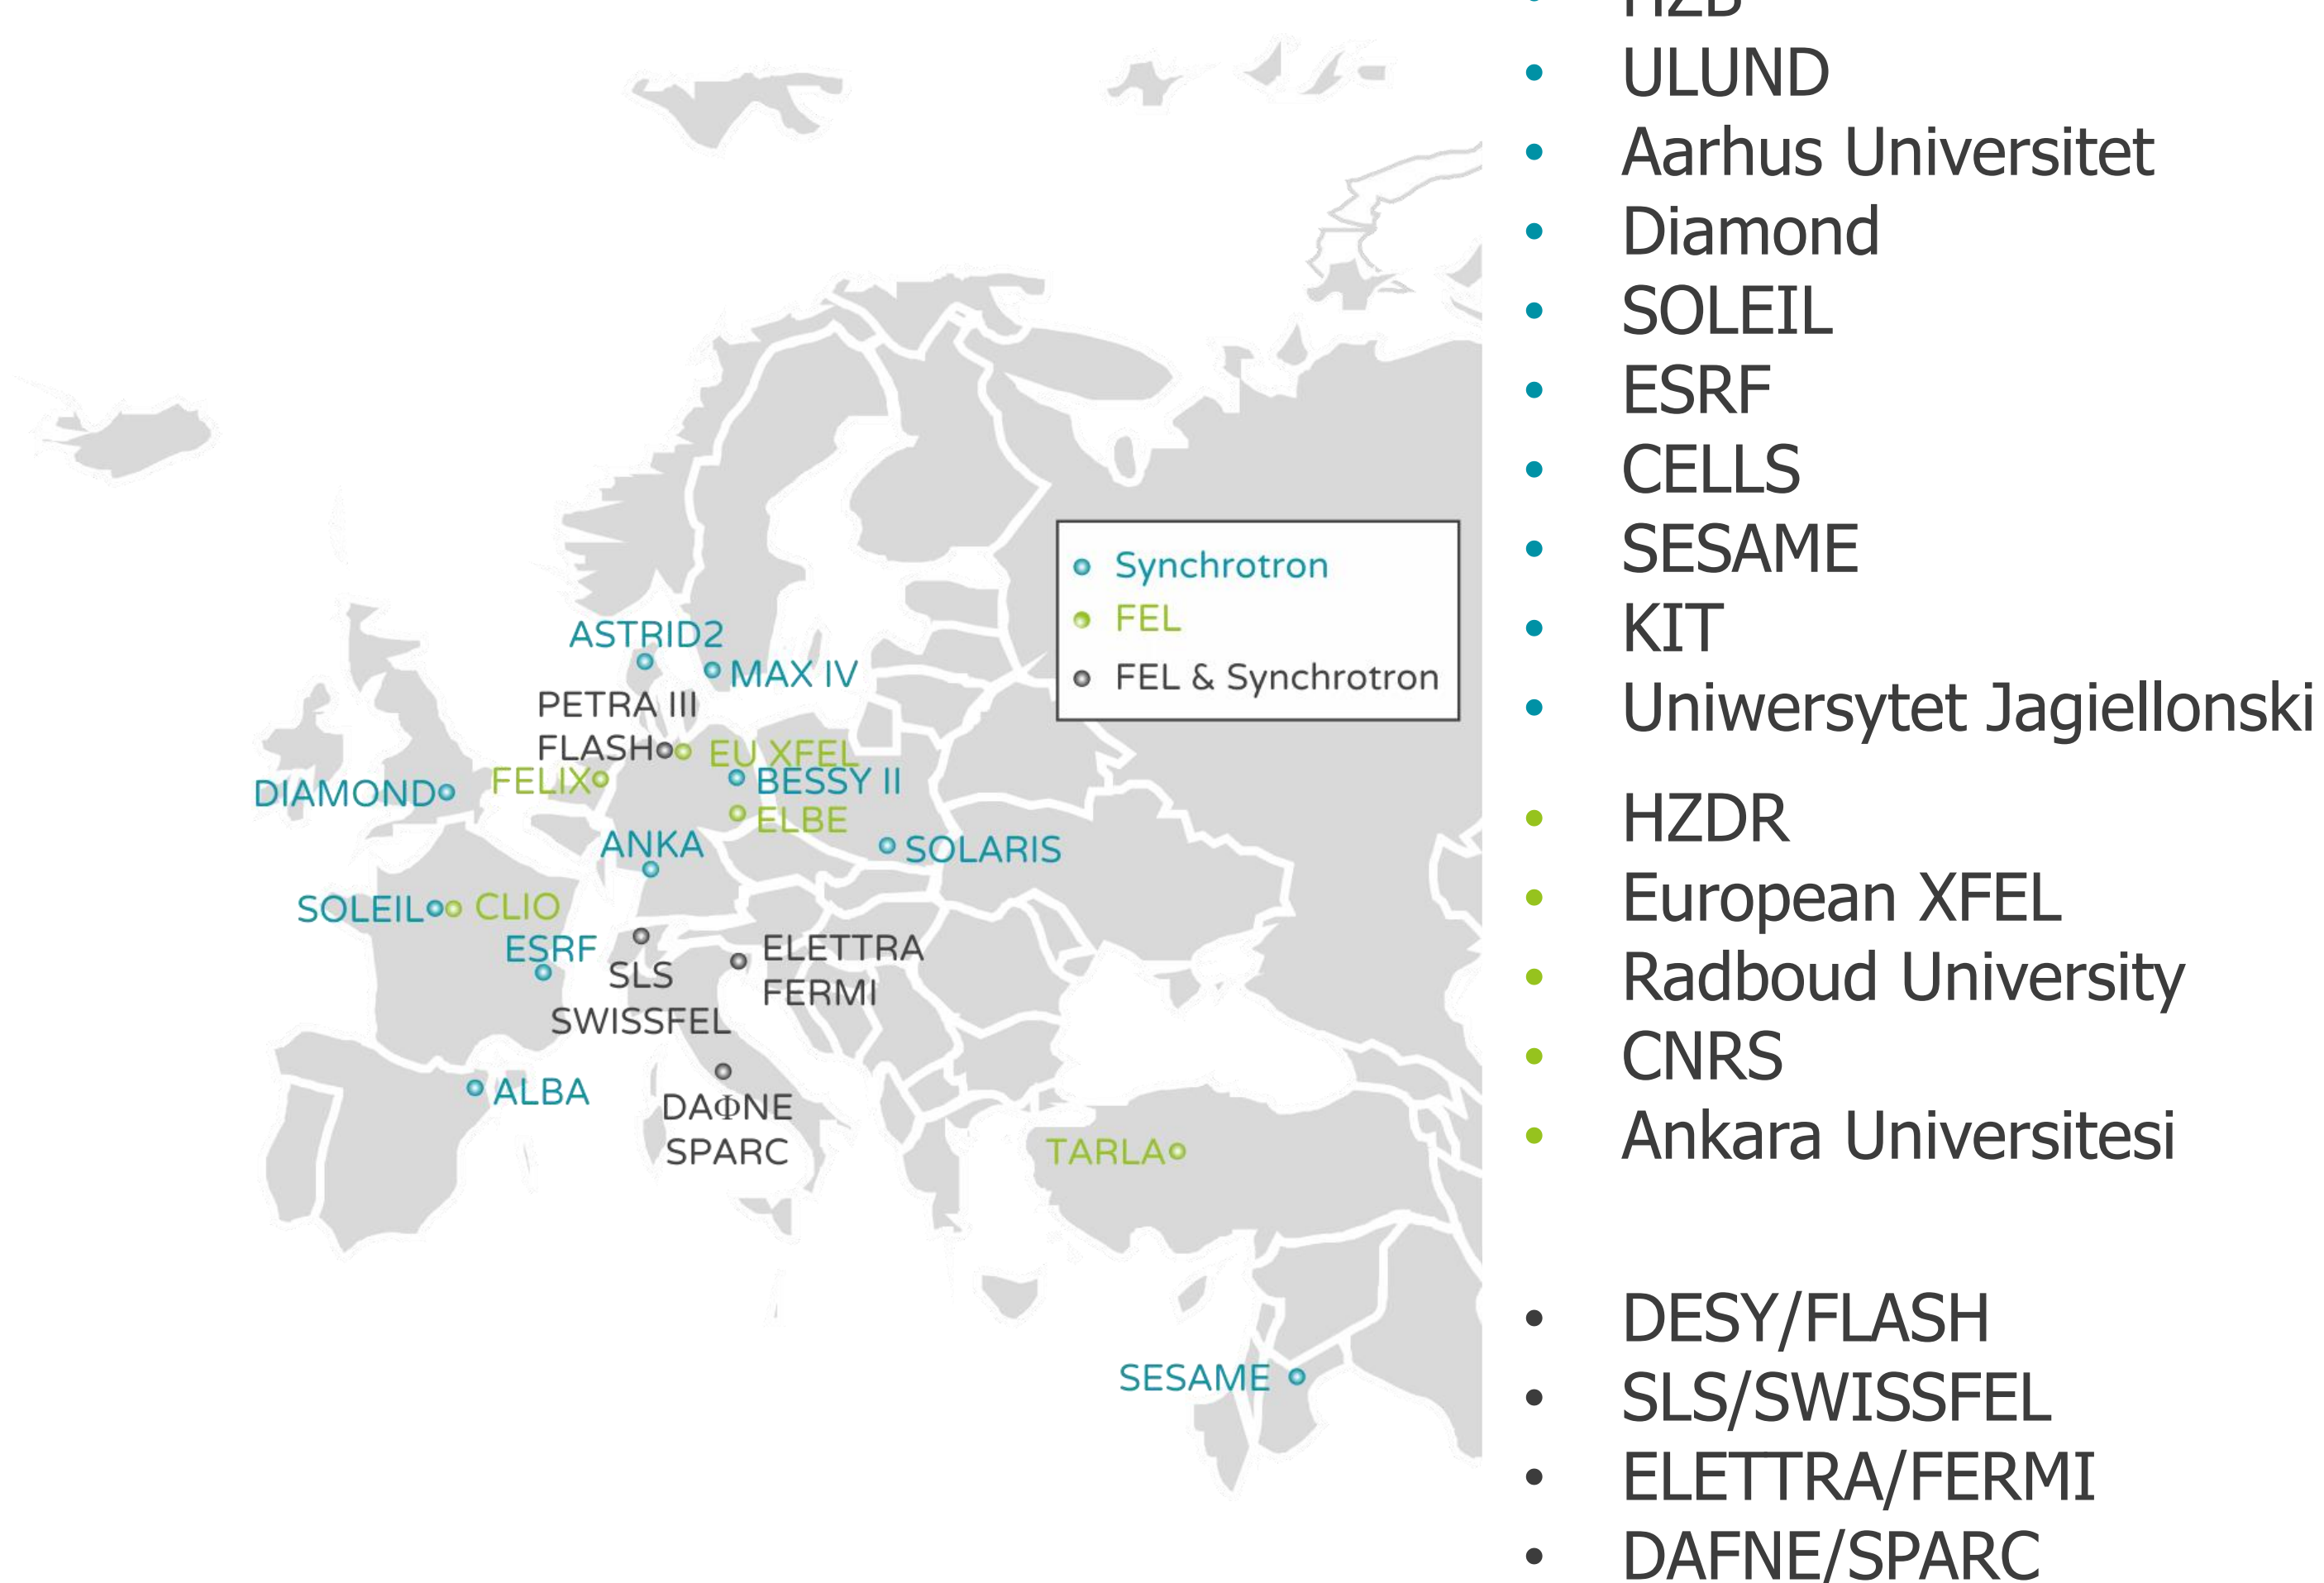 ASTRID2
MAX IV
PETRA III
FLASH
EU XFEL
FELIX
BESSY II
DIAMOND
ELBE
ANKA
SOLARIS
SOLEIL
CLIO
ESRF
SLS
SWISSFEL
ELETTRA
FERMI
ALBA
DAΦNE
SPARC
TARLA
SESAME
Synchrotron
FEL
FEL & Synchrotron
HZB
• ULUND
• Aarhus Universitet
• Diamond
• SOLEIL
• ESRF
• CELLS
• SESAME
• KIT
• Uniwersytet Jagiellonski
• HZDR
• European XFEL
• Radboud University
• CNRS
• Ankara Universitesi
• DESY/FLASH
• SLS/SWISSFEL
• ELETTRA/FERMI
• DAFNE/SPARC